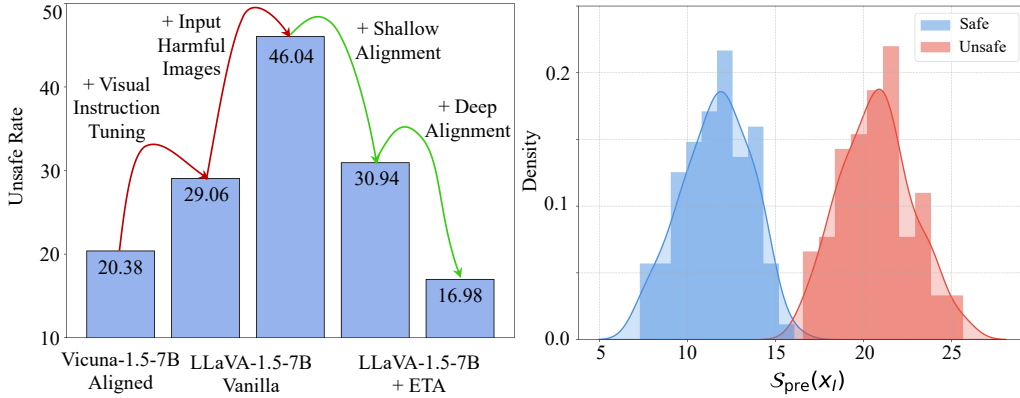 50
40
30
20
10
Unsafe Rate
+ Visual
Instruction
Tuning
+ Input
Harmful
Images
+ Shallow
Alignment
+ Deep
Alignment
20.38
29.06
46.04
30.94
16.98
Vicuna-1.5-7B
Aligned
LLaVA-1.5-7B
Vanilla
LLaVA-1.5-7B
+ ETA
Safe
Unsafe
0.2
0.1
0.0
Density
5
10
15
20
25
𝒮pre(xI)